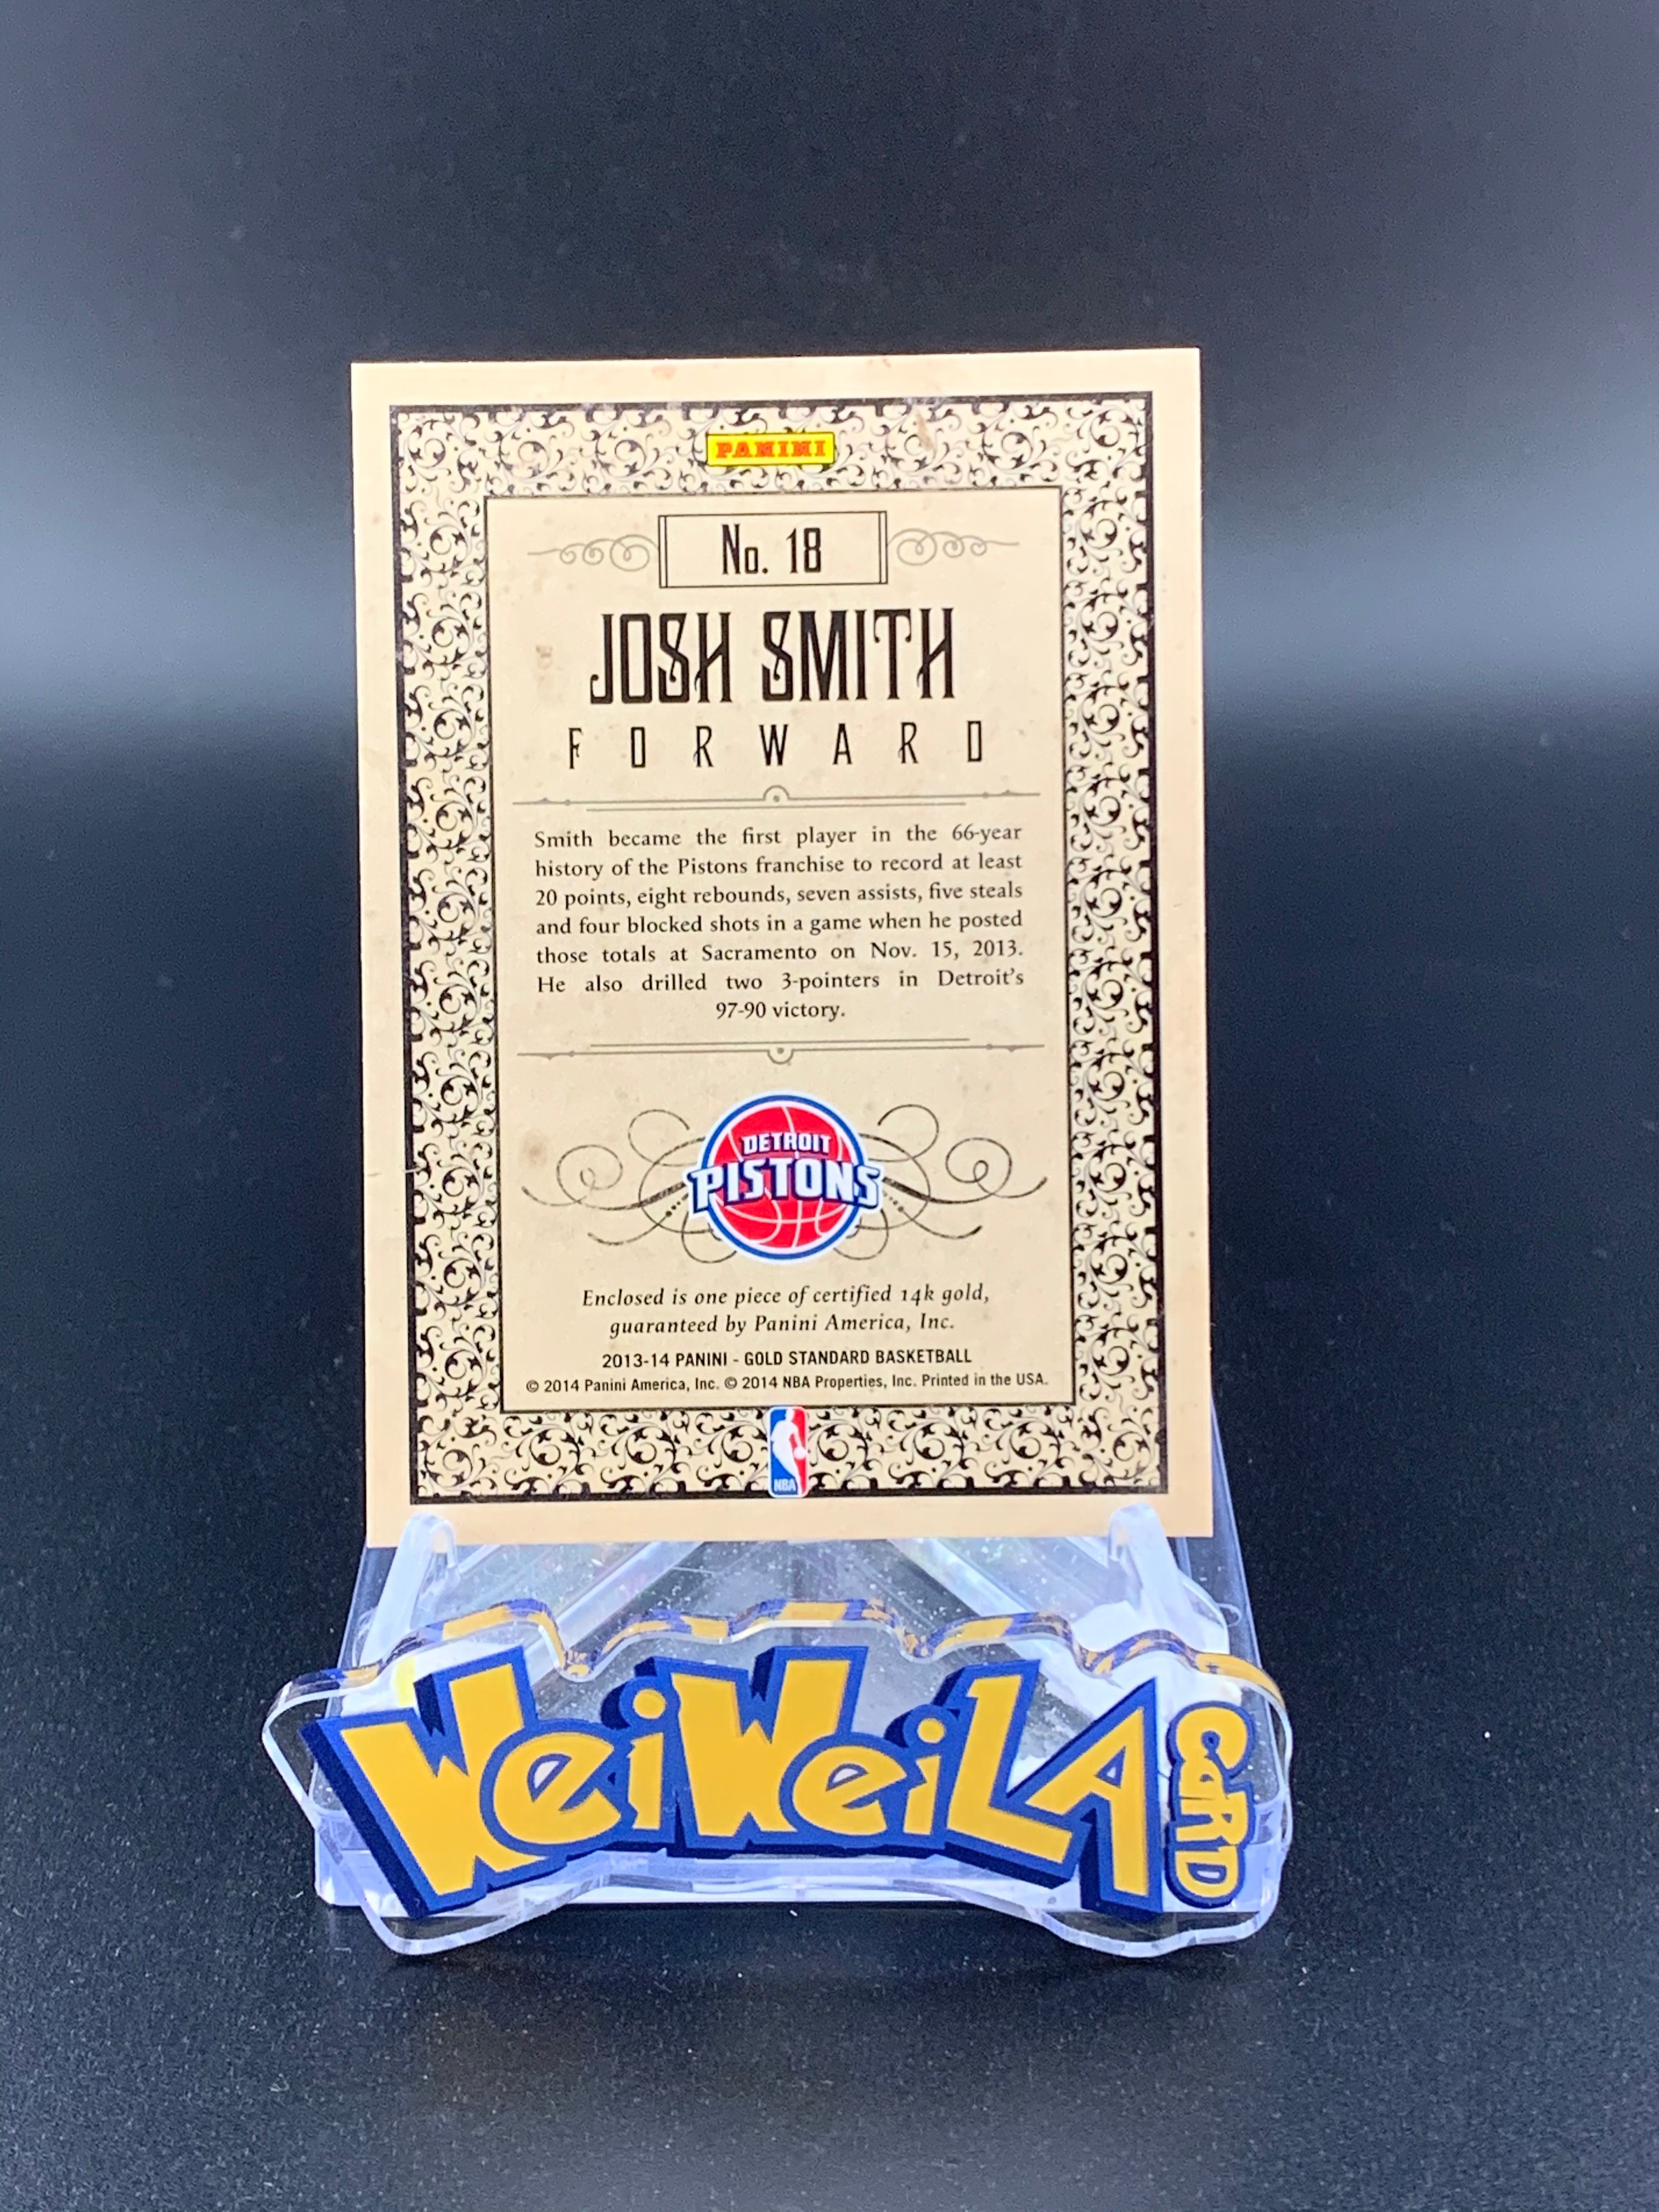 PANINI
No. 18
JOSH SMITH
FORWARD
Smith became the first player in the 66-year
history of the Pistons franchise to record at least
20 points, eight rebounds, seven assists, five steals
and four blocked shots in a game when he posted
those totals at Sacramento on Nov. 15, 2013.
He also drilled two 3-pointers in Detroit's
97-90 victory.
DETROIT
PISTONS
Enclosed is one piece of certified 14k gold,
guaranteed by Panini America, Inc.
2013-14 PANINI - GOLD STANDARD BASKETBALL
© 2014 Panini America, Inc. © 2014 NBA Properties, Inc. Printed in the USA.
NBA
WeiWeiLA CaRD